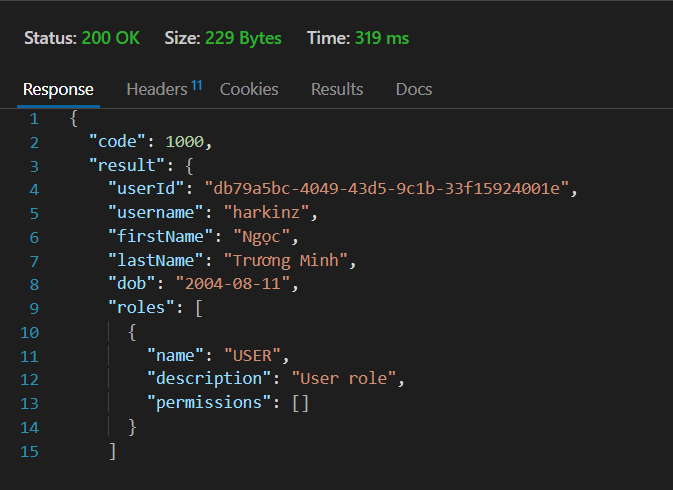 Status: 200 OK Size: 229 Bytes Time: 319 ms
Response Headers 11 Cookies Results Docs
1 {
2 "code": 1000,
3 "result": {
4 "userId": "db79a5bc-4049-43d5-9c1b-33f15924001e",
5 "username": "harkinz",
6 "firstName": "Ngọc",
7 "lastName": "Trương Minh",
8 "dob": "2004-08-11",
9 "roles": [
10 {
11 "name": "USER",
12 "description": "User role",
13 "permissions": []
14 }
15 ]